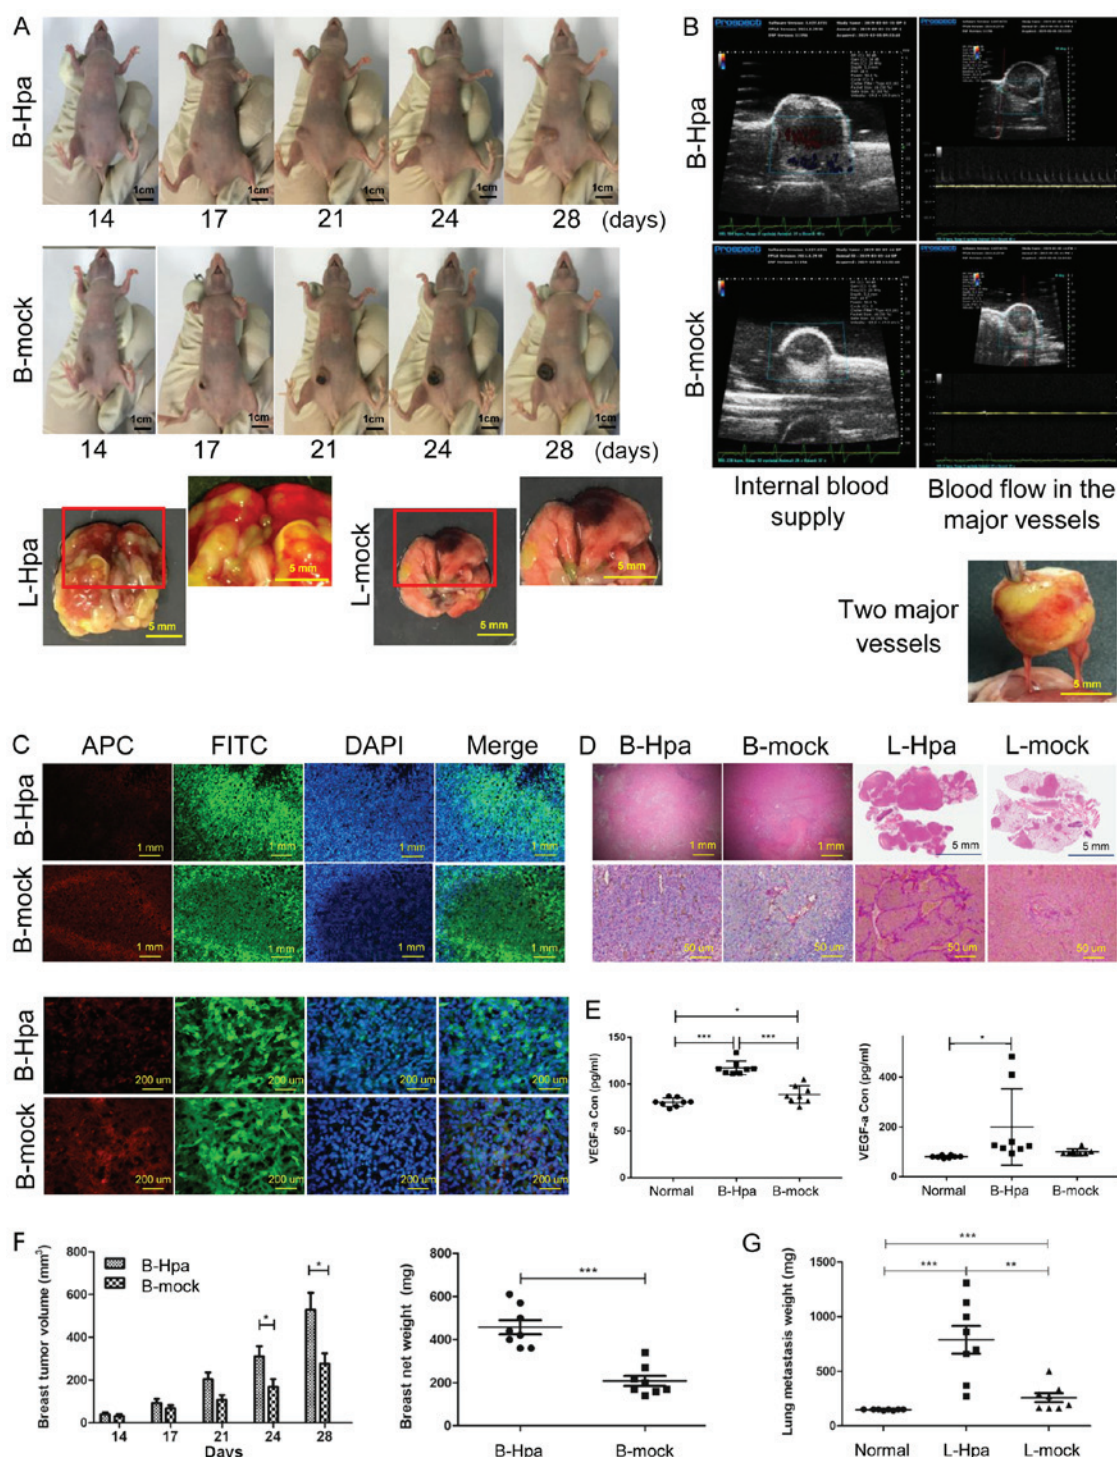 A
B-Hpa
1cm
1cm
1cm
1cm
1cm
14 17 21 24 28 (days)
B-mock
1cm
1cm
1cm
1cm
1cm
14 17 21 24 28 (days)
L-Hpa
5 mm
5 mm
L-mock
5 mm
5 mm
B
B-Hpa
Prospect
Prospect
B-mock
Prospect
Prospect
Internal blood
supply
Blood flow in the
major vessels
Two major
vessels
5 mm
C
APC FITC DAPI Merge
B-Hpa
1 mm 1 mm 1 mm 1 mm
B-mock
1 mm 1 mm 1 mm 1 mm
B-Hpa
200 um 200 um 200 um 200 um
B-mock
200 um 200 um 200 um 200 um
D
B-Hpa B-mock L-Hpa L-mock
1 mm 1 mm 5 mm 5 mm
50 um 50 um 50 um 50 um
E
VEGF-a Con (pg/ml)
150
100
50
0
*
*** ***
Normal B-Hpa B-mock
VEGF-a Con (pg/ml)
400
200
0
*
Normal B-Hpa B-mock
F
Breast tumor volume (mm³)
800
600
400
200
0
B-Hpa
B-mock
*
*
14 17 21 24 28
Days
Breast net weight (mg)
800
600
400
200
0
***
B-Hpa B-mock
G
Lung metastasis weight (mg)
1500
1000
500
0
***
*** **
Normal L-Hpa L-mock